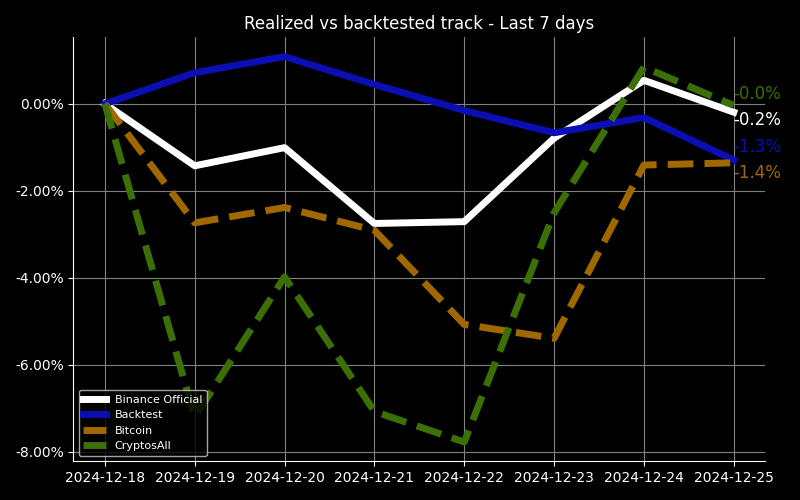 Realized vs backtested track - Last 7 days
0.00%
-2.00%
-4.00%
-6.00%
-8.00%
-0.0%
-0.2%
-1.3%
-1.4%
Binance Official
Backtest
Bitcoin
CryptosAll
2024-12-18 2024-12-19 2024-12-20 2024-12-21 2024-12-22 2024-12-23 2024-12-24 2024-12-25